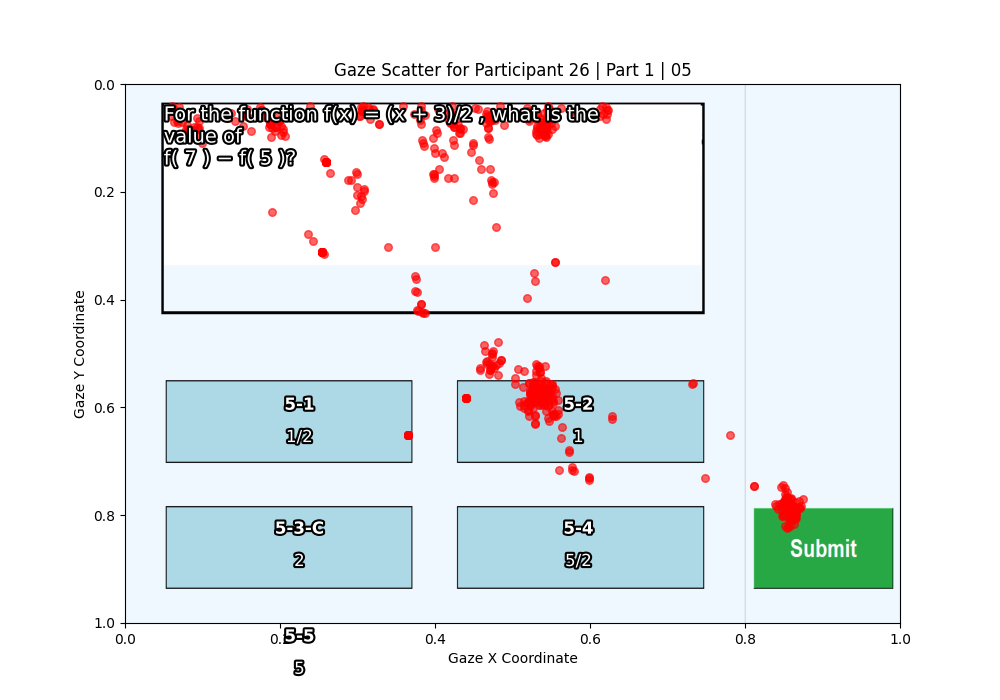 Gaze Scatter for Participant 26 | Part 1 | 05
For the function f(x) = (x + 3)/2 , what is the
value of
f( 7 ) − f( 5 )?
5-1
1/2
5-2
1
5-3-C
2
5-4
5/2
Submit
5-5
5
0.0
0.2
0.4
0.6
0.8
1.0
Gaze Y Coordinate
0.0
0.2
0.4
0.6
0.8
1.0
Gaze X Coordinate